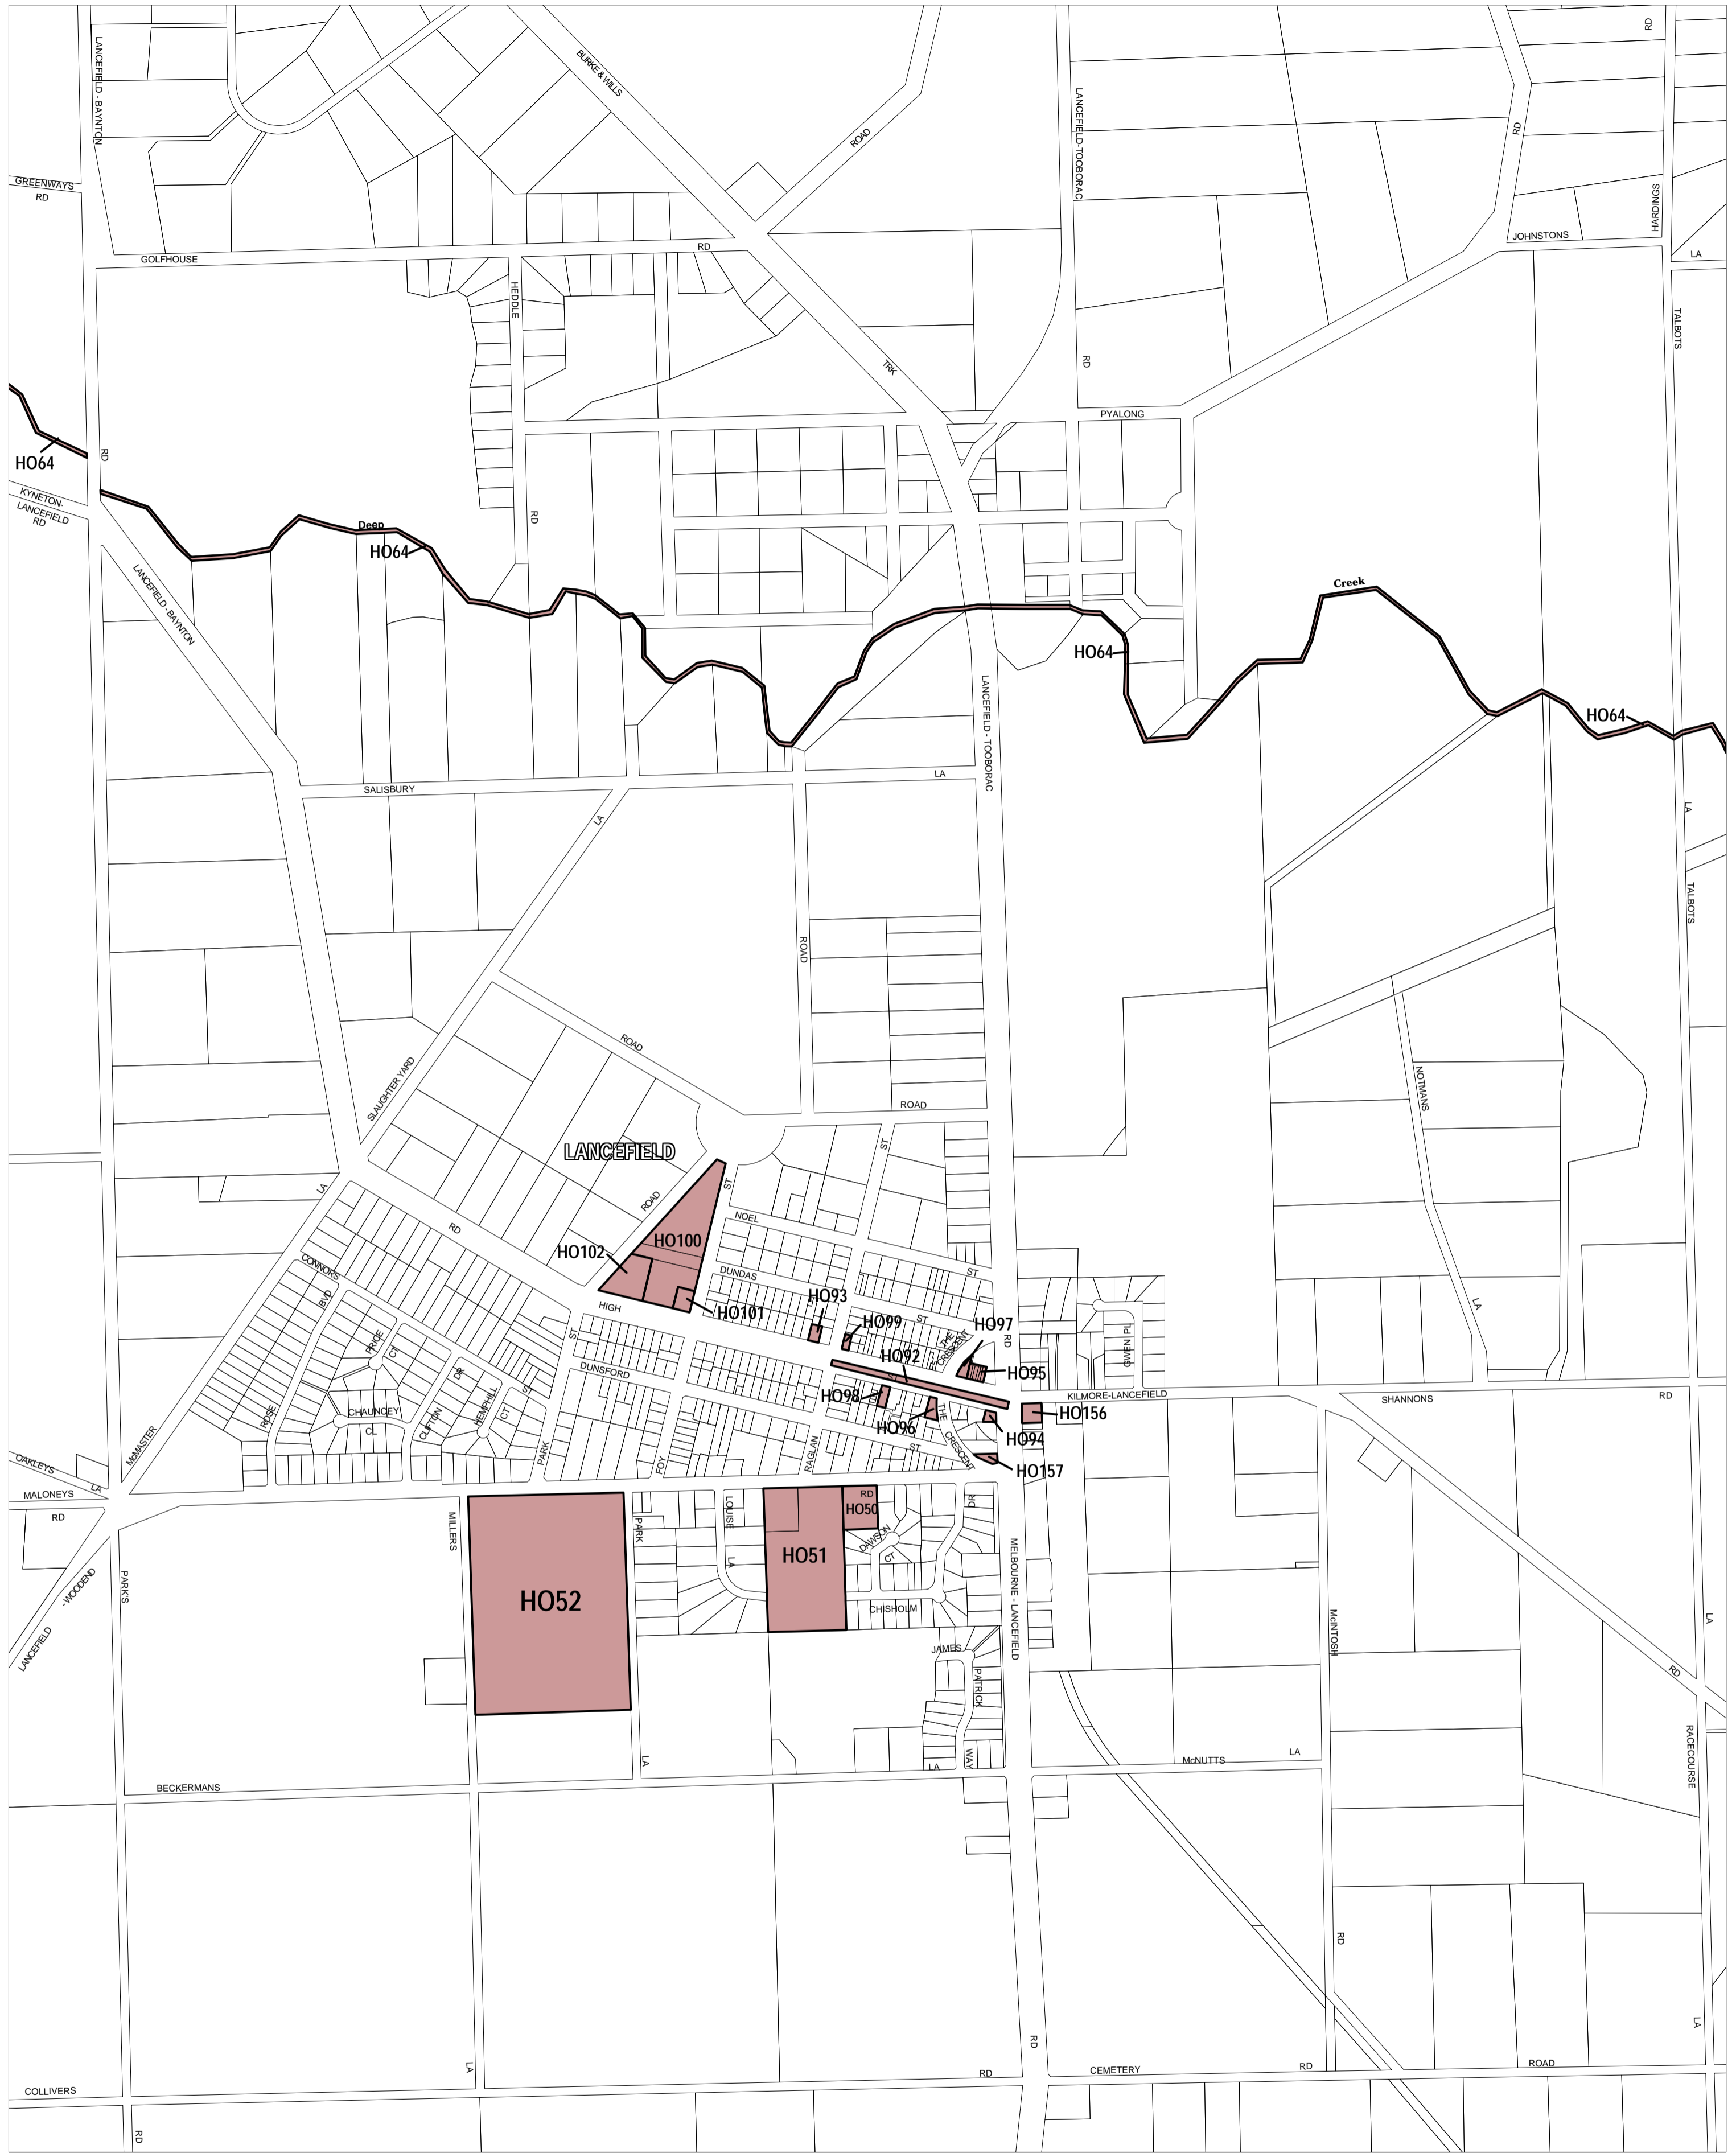 RD
LANCEFIELD - BAYNTON
BURKE & WILLS
ROAD
LANCEFIELD-TOOBORAC
RD
GREENWAYS
RD
HARDINGS
JOHNSTONS
RD
LA
GOLFHOUSE
HEDDLE
TALBOTS
TRK
RD
PYALONG
HO64
RD
KYNETON-
LANCEFIELD
RD
RD
Deep
HO64
LANCEFIELD - BAYNTON
Creek
HO64
LANCEFIELD - TOOBORAC
HO64
LA
SALISBURY
LA
LA
TALBOTS
ROAD
ROAD
SLAUGHTER YARD
NOTMANS
ROAD
LANCEFIELD
ST
ST
LA
ROAD
RD
NOEL
HO100
HO102
CONNORS
DUNDAS
ST
BVD
HO93
LA
HIGH
HO101
HO99
ST
HO97
THE
CRESCENT
RD
ST
PRICE
CT
GWEN PL
HO92
DUNSFORD
DR
ST
HO95
ST
HO98
KILMORE-LANCEFIELD
SHANNONS
RD
ROSE
CHAUNCEY
CL
CLIFTON
HEMPHILL
CT
HO96
THE
CRESCENT
HO156
HO94
McMASTER
PARK
FOY
RAGLAN
ST
HO157
OAKLEYS
LA
MALONEYS
RD
MILLERS
PARK
LOUISE
LA
RD
HO50
DR
DAWSON
CT
HO51
HO52
MELBOURNE - LANCEFIELD
PARKS
- WOODEND
LANCEFIELD
CHISHOLM
McINTOSH
LA
JAMES
PATRICK
WAY
RD
RACECOURSE
LA
LA
McNUTTS
LA
BECKERMANS
RD
LA
RD
LA
RD
CEMETERY
RD
ROAD
COLLIVERS
RD